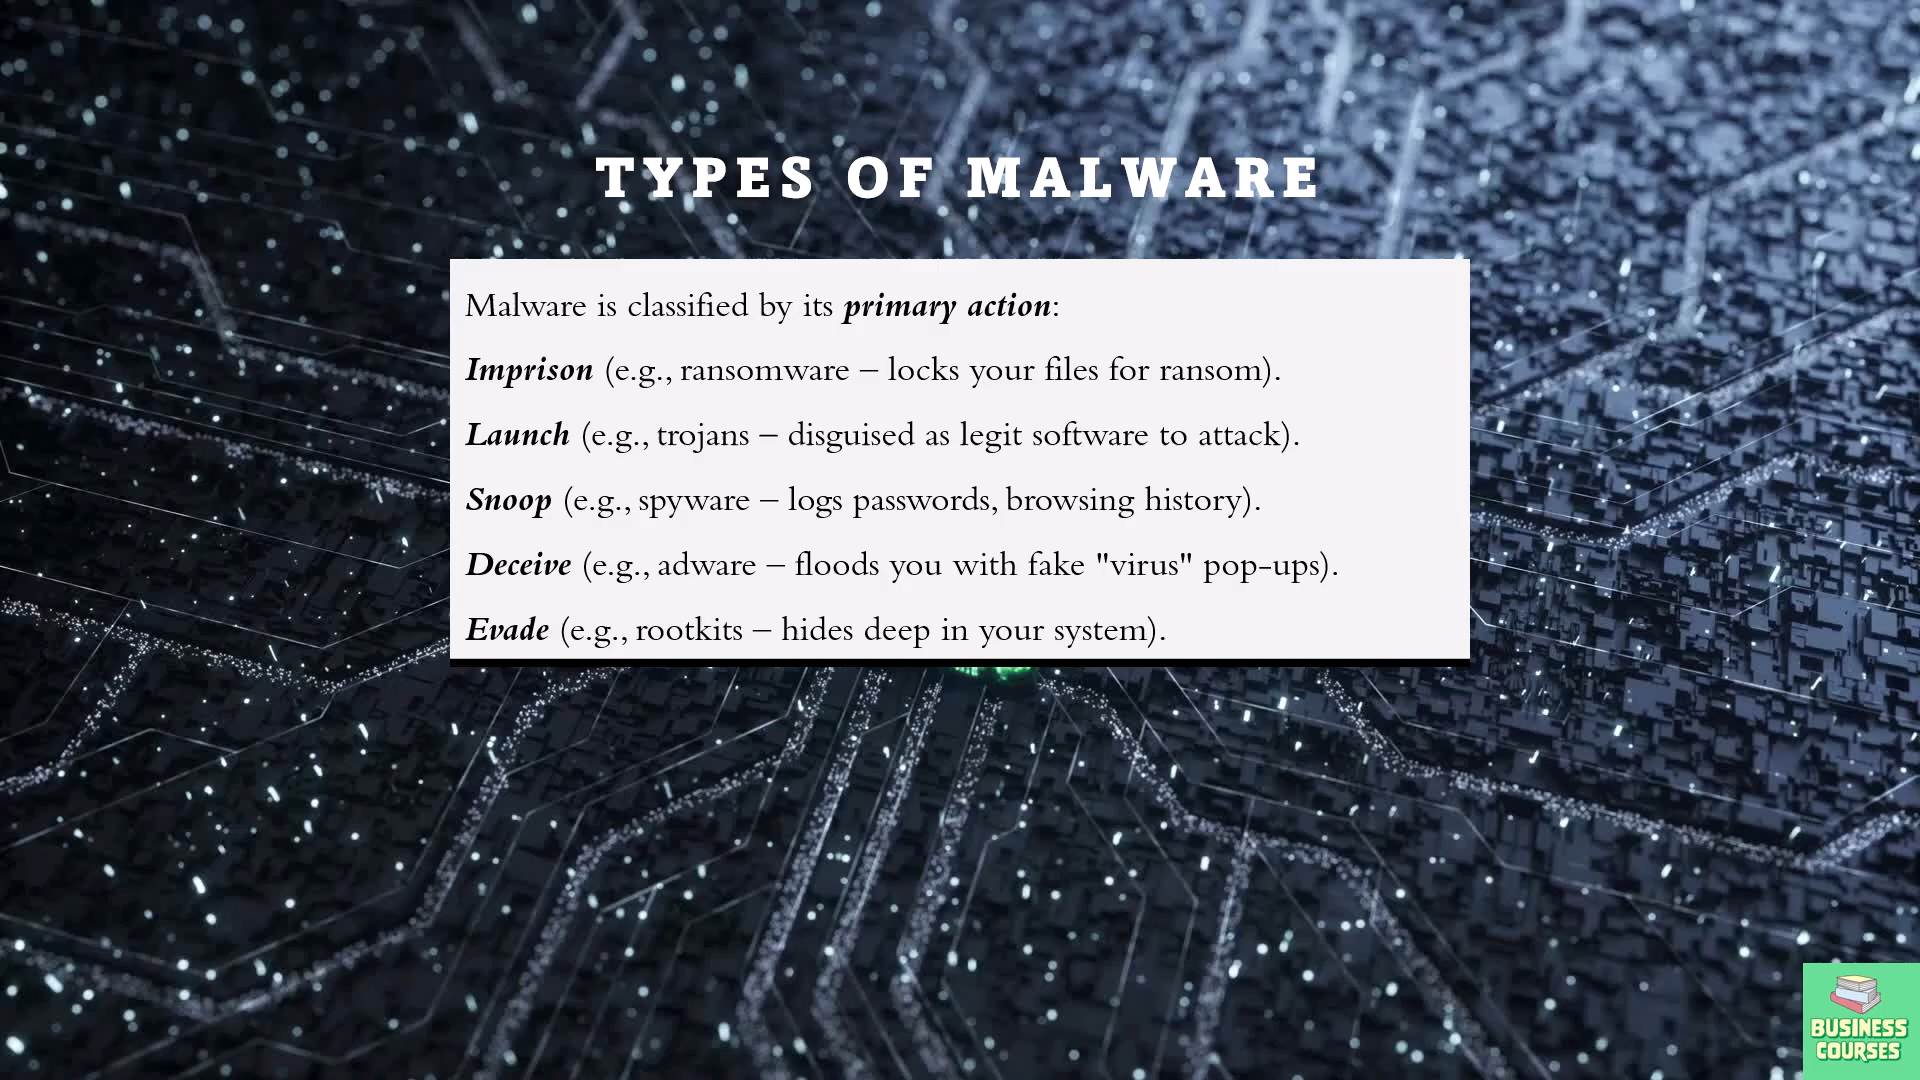 TYPES OF MALWARE
Malware is classified by its primary action:
Imprison (e.g., ransomware – locks your files for ransom).
Launch (e.g., trojans – disguised as legit software to attack).
Snoop (e.g., spyware – logs passwords, browsing history).
Deceive (e.g., adware – floods you with fake "virus" pop-ups).
Evade (e.g., rootkits – hides deep in your system).
BUSINESS
COURSES